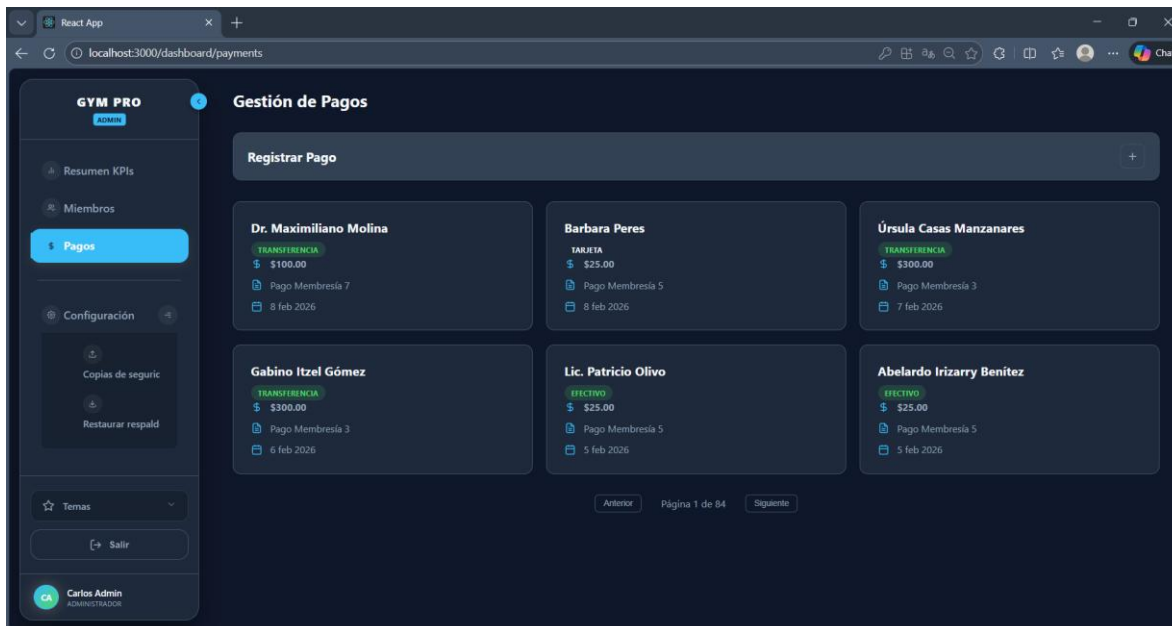 React App
localhost:3000/dashboard/payments
Cha
GYM PRO
ADMIN
Resumen KPIs
Miembros
$ Pagos
Configuración
Copias de seguric
Restaurar respald
Temas
Salir
CA
Carlos Admin
ADMINISTRADOR
Gestión de Pagos
Registrar Pago
+
Dr. Maximiliano Molina
TRANSFERENCIA
$ $100.00
Pago Membresía 7
8 feb 2026
Barbara Peres
TARJETA
$ $25.00
Pago Membresía 5
8 feb 2026
Úrsula Casas Manzanares
TRANSFERENCIA
$ $300.00
Pago Membresía 3
7 feb 2026
Gabino Itzel Gómez
TRANSFERENCIA
$ $300.00
Pago Membresía 3
6 feb 2026
Lic. Patricio Olivo
EFECTIVO
$ $25.00
Pago Membresía 5
5 feb 2026
Abelardo Irizarry Benítez
EFECTIVO
$ $25.00
Pago Membresía 5
5 feb 2026
Anterior Página 1 de 84 Siguiente